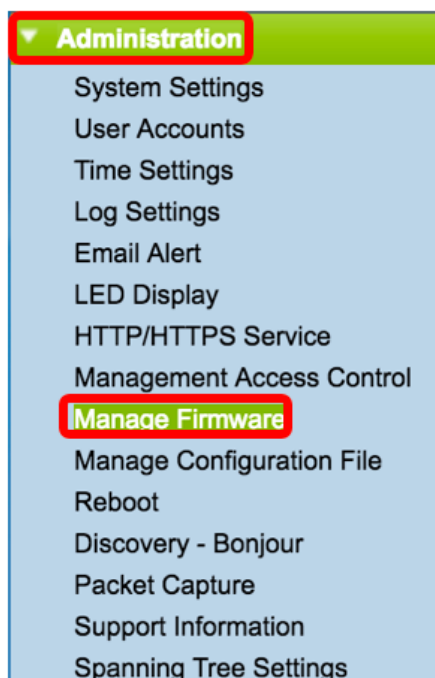 Administration
System Settings
User Accounts
Time Settings
Log Settings
Email Alert
LED Display
HTTP/HTTPS Service
Management Access Control
Manage Firmware
Manage Configuration File
Reboot
Discovery - Bonjour
Packet Capture
Support Information
Spanning Tree Settings